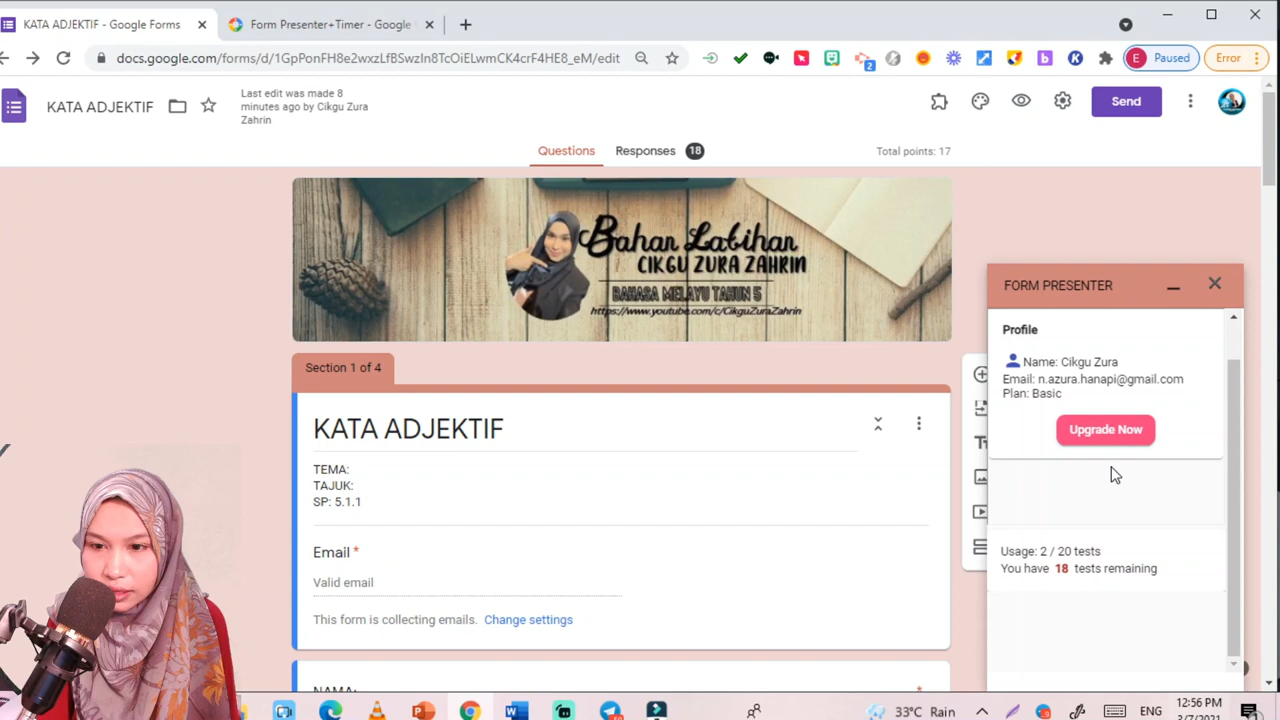 KATA ADJEKTIF - Google Forms
Form Presenter+Timer - Google
docs.google.com/forms/d/1GpPorFH8e2wxzLfBSwzIn8TcOiELwmCK4crF4HE8_eM/edit
2
E Paused
Error
KATA ADJEKTIF
Last edit was made 8
minutes ago by Cikgu Zura
Zahrin
Send
Questions
Responses 18
Total points: 17
Bahan Latihan
CIKGU ZURA ZAHRIN
BAHASA MELAYU TAHUN 5
https://www.youtube.com/c/CikguZuraZahrin
Section 1 of 4
KATA ADJEKTIF
TEMA:
TAJUK:
SP: 5.1.1
Email *
Valid email
This form is collecting emails. Change settings
NAMA: *
FORM PRESENTER
Profile
Name: Cikgu Zura
Email: n.azura.hanapi@gmail.com
Plan: Basic
Upgrade Now
Usage: 2 / 20 tests
You have 18 tests remaining
33°C Rain
ENG
12:56 PM